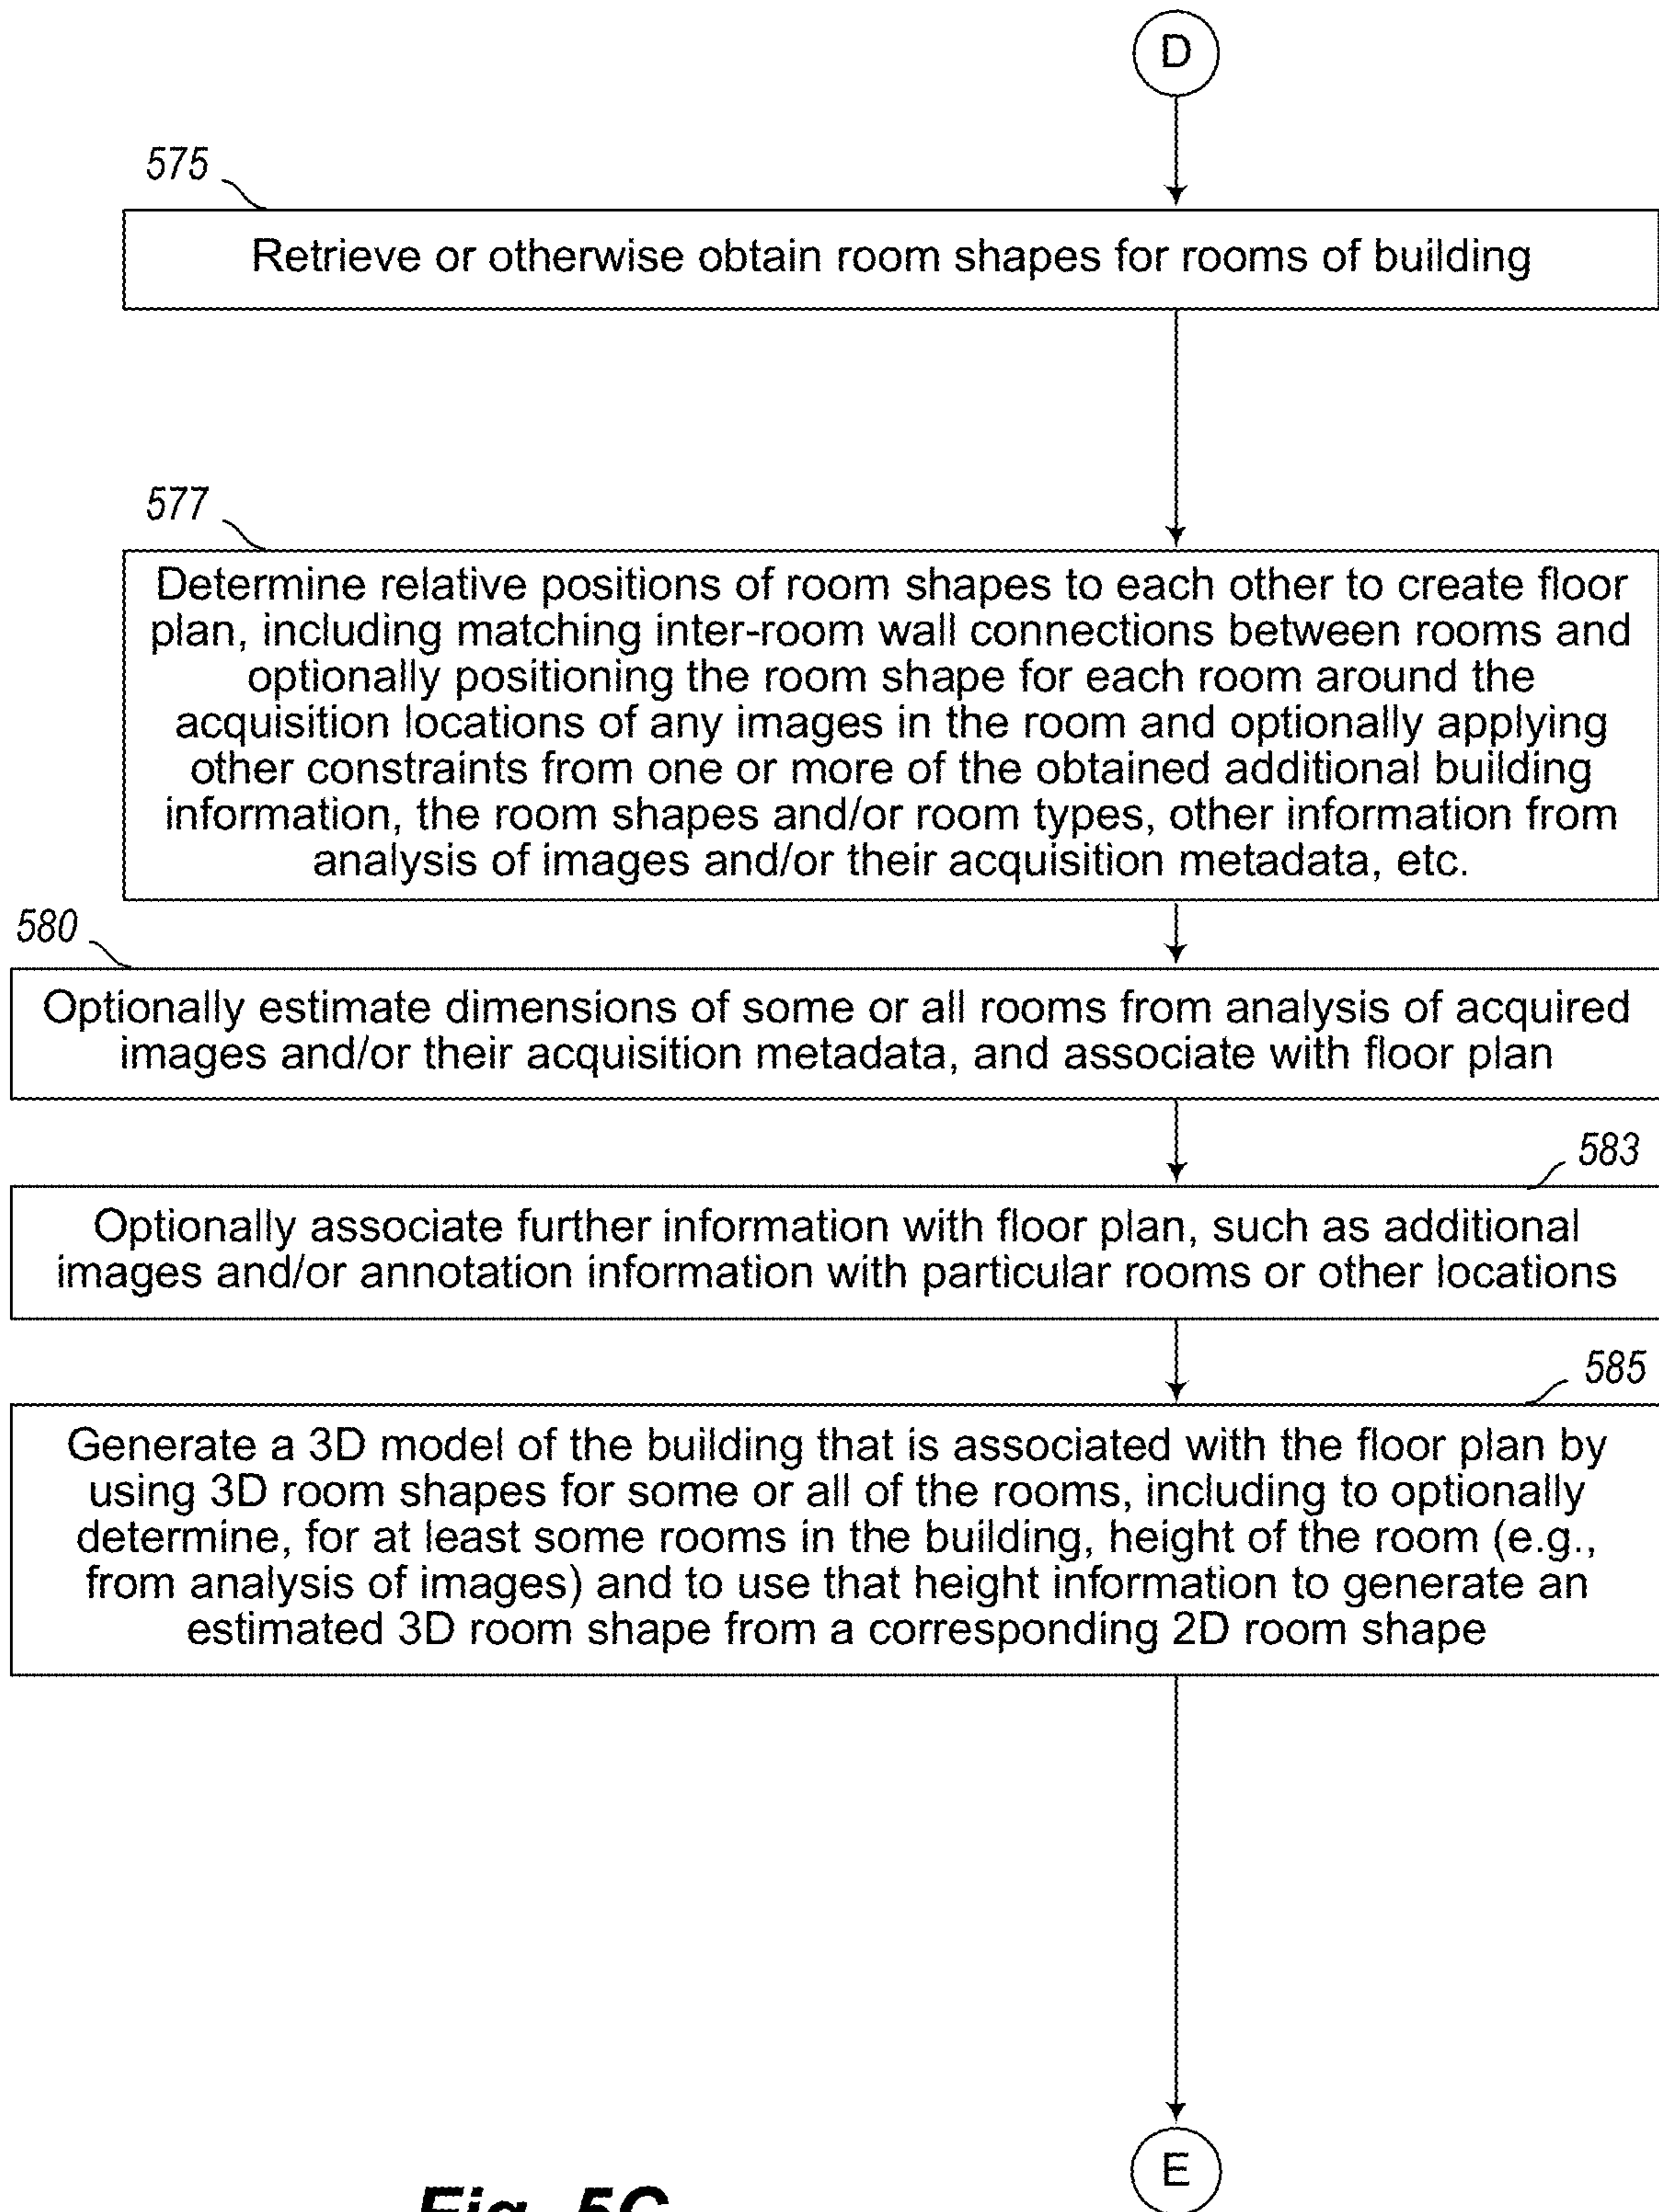 D
575
Retrieve or otherwise obtain room shapes for rooms of building
577
Determine relative positions of room shapes to each other to create floor
plan, including matching inter-room wall connections between rooms and
optionally positioning the room shape for each room around the
acquisition locations of any images in the room and optionally applying
other constraints from one or more of the obtained additional building
information, the room shapes and/or room types, other information from
analysis of images and/or their acquisition metadata, etc.
580
Optionally estimate dimensions of some or all rooms from analysis of acquired
images and/or their acquisition metadata, and associate with floor plan
583
Optionally associate further information with floor plan, such as additional
images and/or annotation information with particular rooms or other locations
585
Generate a 3D model of the building that is associated with the floor plan by
using 3D room shapes for some or all of the rooms, including to optionally
determine, for at least some rooms in the building, height of the room (e.g.,
from analysis of images) and to use that height information to generate an
estimated 3D room shape from a corresponding 2D room shape
E
Fig. 5C